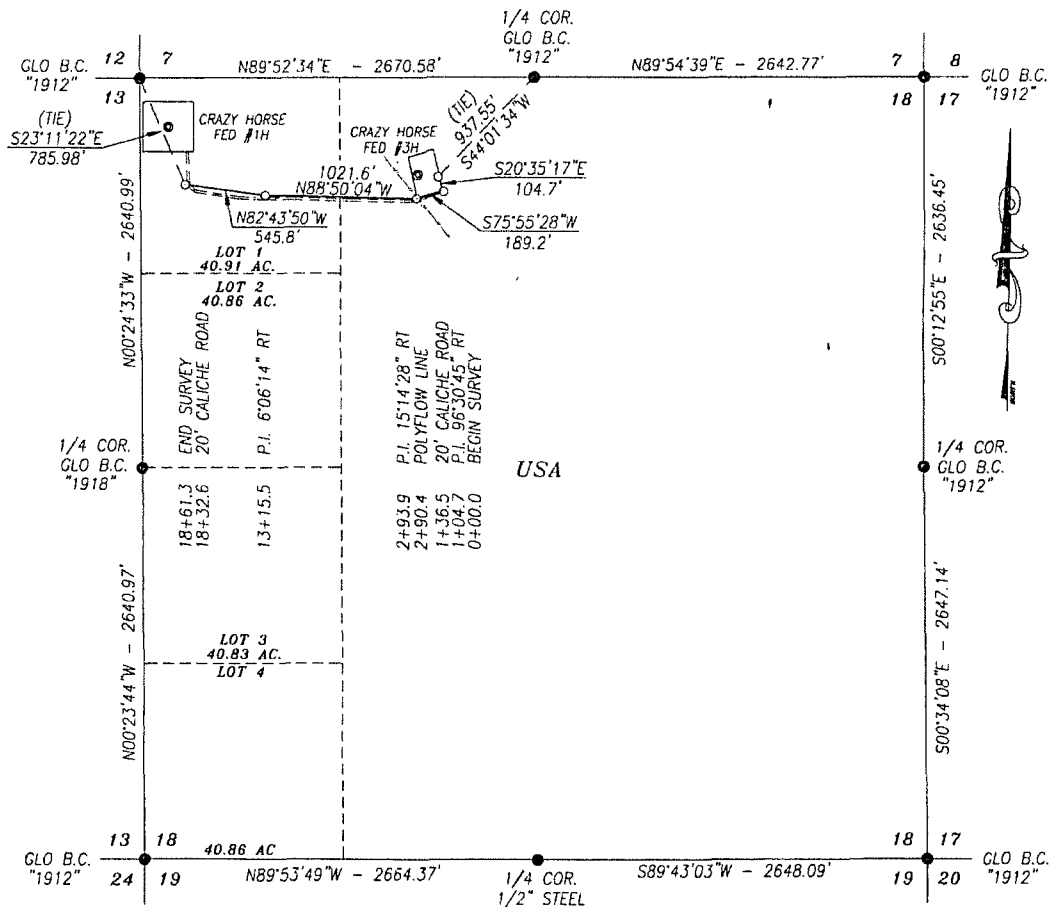 1/4 COR.
GLO B.C.
"1912"
12 7
GLO B.C.
"1912"
13
N89°52'34"E - 2670.58'
N89°54'39"E - 2642.77'
7 8
18 17
GLO B.C.
"1912"
(TIE)
S23°11'22"E
785.98'
CRAZY HORSE
FED #1H
CRAZY HORSE
FED #3H
(TIE)
937.55'
S44°01'34"W
1021.6'
N88°50'04"W
S20°35'17"E
104.7'
N82°43'50"W
545.8'
S75°55'28"W
189.2'
N00°24'33"W - 2640.99'
S00°12'55"E - 2636.45'
LOT 1
40.91 AC.
LOT 2
40.86 AC.
NORTH
18+61.3 END SURVEY
18+32.6 20' CALICHE ROAD
13+15.5 P.I. 6°06'14" RT
2+93.9 P.I. 15°14'28" RT
2+90.4 POLYFLOW LINE
1+36.5 20' CALICHE ROAD
1+04.7 P.I. 96°30'45" RT
0+00.0 BEGIN SURVEY
1/4 COR.
GLO B.C.
"1918"
USA
1/4 COR.
GLO B.C.
"1912"
N00°23'44"W - 2640.97'
S00°34'08"E - 2647.14'
LOT 3
40.83 AC.
LOT 4
40.86 AC
13 18
GLO B.C.
"1912"
24 19
N89°53'49"W - 2664.37'
1/4 COR.
1/2" STEEL
S89°43'03"W - 2648.09'
18 17
19 20
GLO B.C.
"1912"